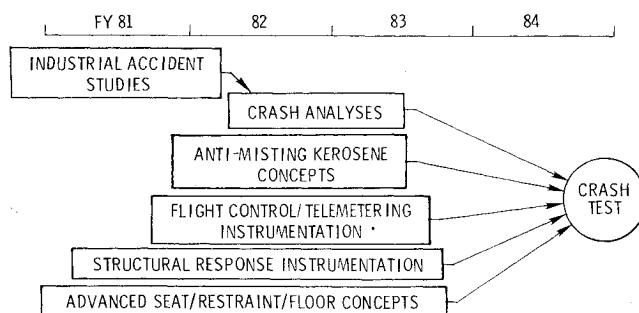 FY 81 82 83 84
INDUSTRIAL ACCIDENT
STUDIES
CRASH ANALYSES
ANTI-MISTING KEROSENE
CONCEPTS
FLIGHT CONTROL/TELEMETERING
INSTRUMENTATION
STRUCTURAL RESPONSE INSTRUMENTATION
ADVANCED SEAT/RESTRAINT/FLOOR CONCEPTS
CRASH
TEST